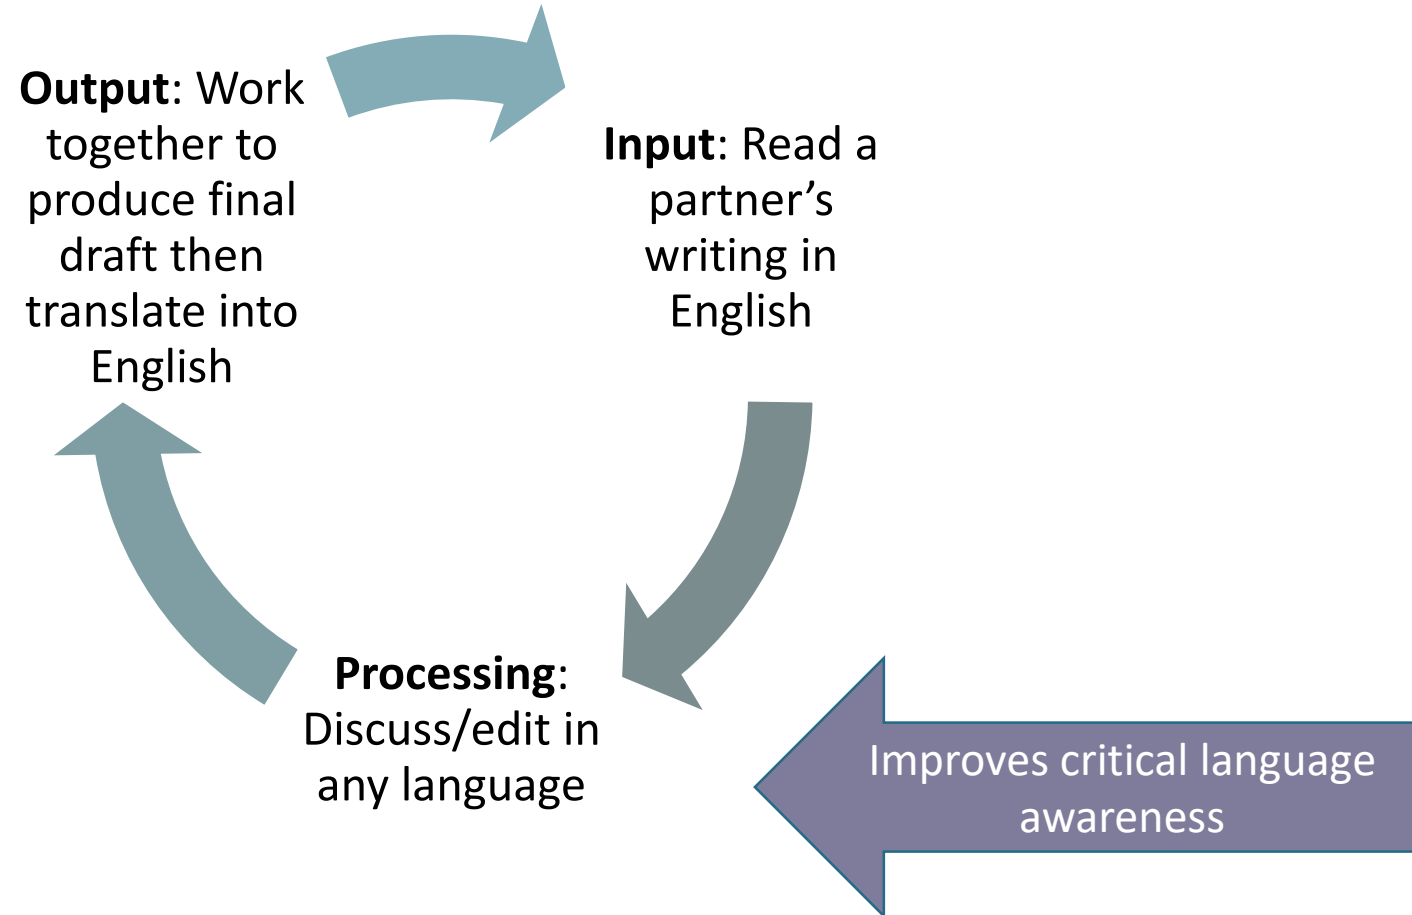 Output: Work
together to
produce final
draft then
translate into
English
Input: Read a
partner’s
writing in
English
Processing:
Discuss/edit in
any language
Improves critical language
awareness